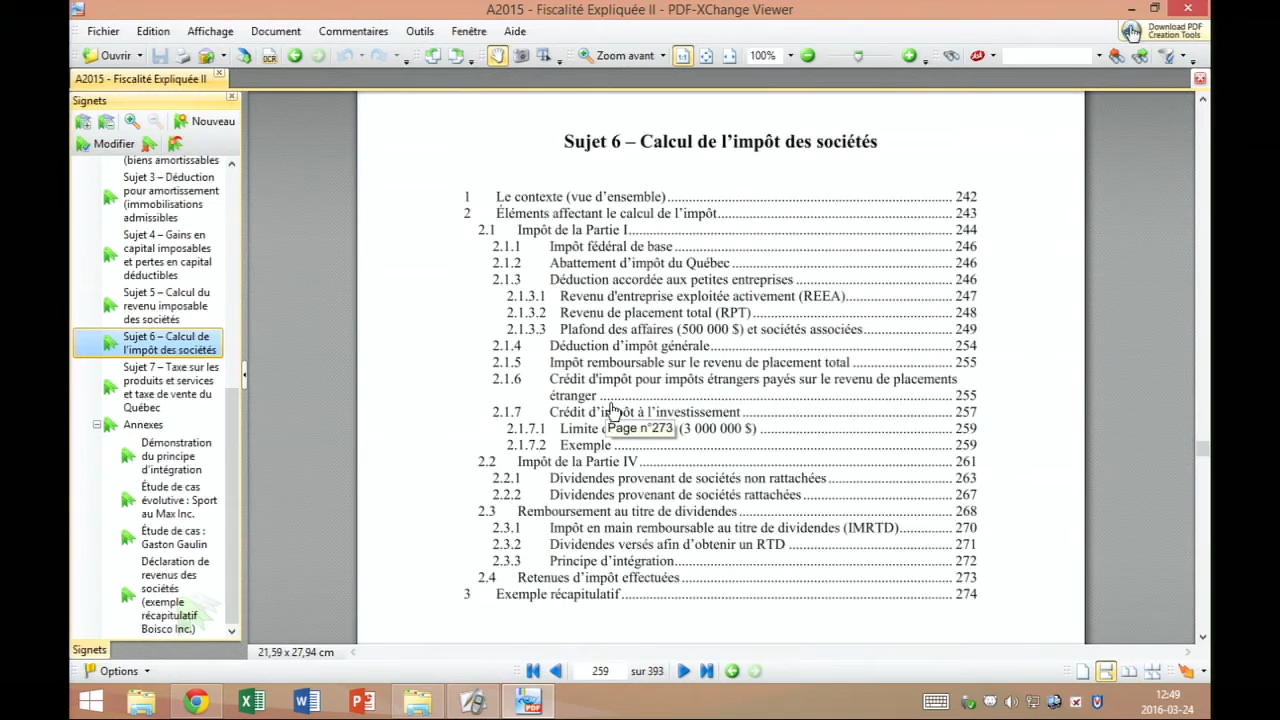 A2015 - Fiscalité Expliquée II - PDF-XChange Viewer
Fichier Edition Affichage Document Commentaires Outils Fenêtre Aide
Download PDF
Creation Tools
Ouvrir OCR Zoom avant 100%
A2015 - Fiscalité Expliquée II
Signets
Nouveau
Modifier
(biens amortissables
Sujet 3 – Déduction
pour amortissement
(immobilisations
admissibles
Sujet 4 – Gains en
capital imposables
et pertes en capital
déductibles
Sujet 5 – Calcul du
revenu imposable
des sociétés
Sujet 6 – Calcul de
l'impôt des sociétés
Sujet 7 – Taxe sur les
produits et services
et taxe de vente du
Québec
Annexes
Démonstration
du principe
d'intégration
Étude de cas
évolutive : Sport
au Max Inc.
Étude de cas :
Gaston Gaulin
Déclaration de
revenus des
sociétés
(exemple
récapitulatif
Boisco Inc.)
Signets
Options
Sujet 6 – Calcul de l'impôt des sociétés
1 Le contexte (vue d'ensemble) 242
2 Éléments affectant le calcul de l'impôt 243
2.1 Impôt de la Partie I 244
2.1.1 Impôt fédéral de base 246
2.1.2 Abattement d'impôt du Québec 246
2.1.3 Déduction accordée aux petites entreprises 246
2.1.3.1 Revenu d'entreprise exploitée activement (REEA) 247
2.1.3.2 Revenu de placement total (RPT) 248
2.1.3.3 Plafond des affaires (500 000 $) et sociétés associées 249
2.1.4 Déduction d'impôt générale 254
2.1.5 Impôt remboursable sur le revenu de placement total 255
2.1.6 Crédit d'impôt pour impôts étrangers payés sur le revenu de placements
étranger 255
2.1.7 Crédit d'impôt à l'investissement 257
2.1.7.1 Limite (3 000 000 $) 259
Page n°273
2.1.7.2 Exemple 259
2.2 Impôt de la Partie IV 261
2.2.1 Dividendes provenant de sociétés non rattachées 263
2.2.2 Dividendes provenant de sociétés rattachées 267
2.3 Remboursement au titre de dividendes 268
2.3.1 Impôt en main remboursable au titre de dividendes (IMRTD) 270
2.3.2 Dividendes versés afin d'obtenir un RTD 271
2.3.3 Principe d'intégration 272
2.4 Retenues d'impôt effectuées 273
3 Exemple récapitulatif 274
21,59 x 27,94 cm
259 sur 393
12:49
2016-03-24